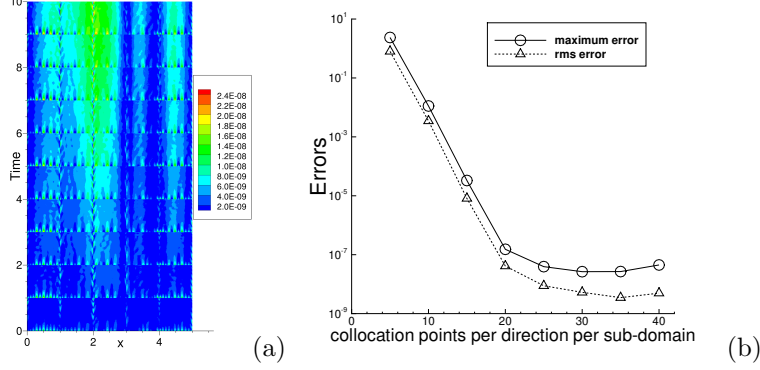 10
8
6
4
2
0
Time
0
2
4
x
2.4E-08
2.2E-08
2.0E-08
1.8E-08
1.6E-08
1.4E-08
1.2E-08
1.0E-08
8.0E-09
6.0E-09
4.0E-09
2.0E-09
(a)
10^1
10^-1
10^-3
10^-5
10^-7
10^-9
Errors
maximum error
rms error
0
10
20
30
40
collocation points per direction per sub-domain
(b)